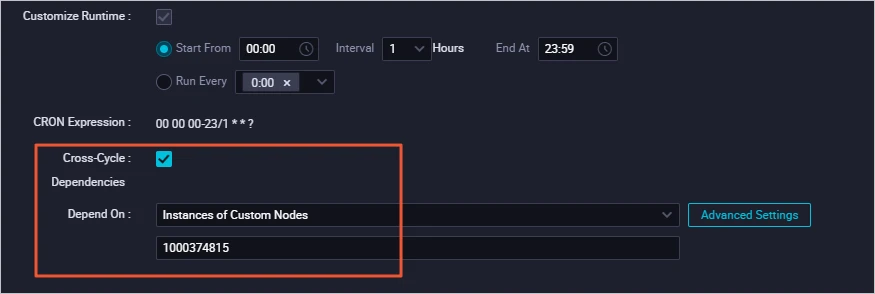 Customize Runtime :
Start From 00:00 Interval 1 Hours End At 23:59
Run Every 0:00 ×
CRON Expression : 00 00 00-23/1 * * ?
Cross-Cycle :
Dependencies
Depend On : Instances of Custom Nodes Advanced Settings
1000374815